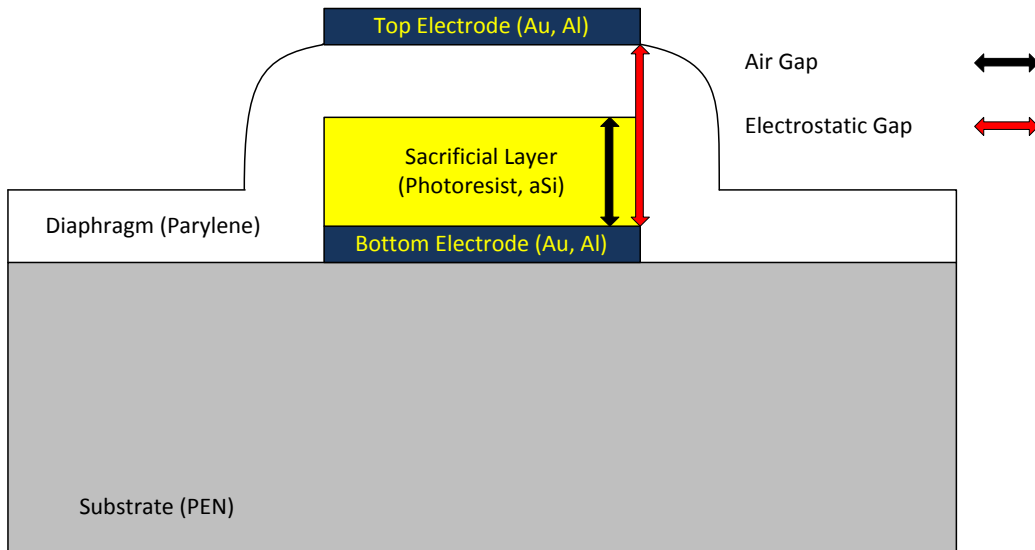 Top Electrode (Au, Al)
Air Gap
Electrostatic Gap
Sacrificial Layer
(Photoresist, aSi)
Diaphragm (Parylene)
Bottom Electrode (Au, Al)
Substrate (PEN)